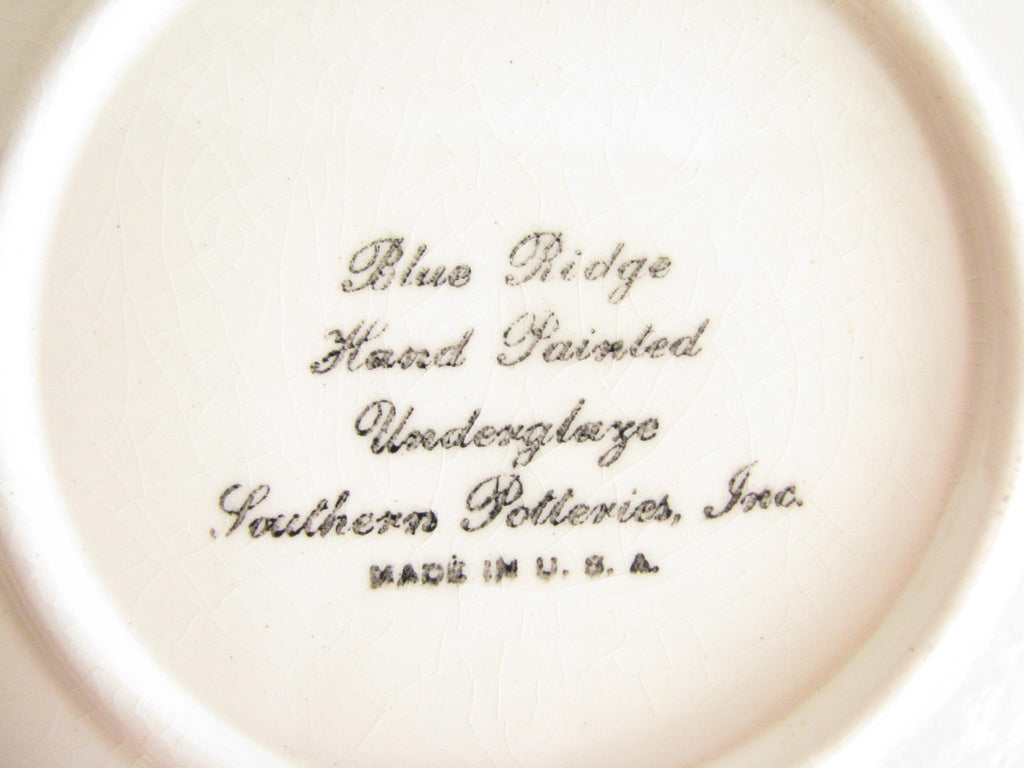 Blue Ridge
Hand Painted
Underglaze
Southern Potteries, Inc.
MADE IN U. S. A.